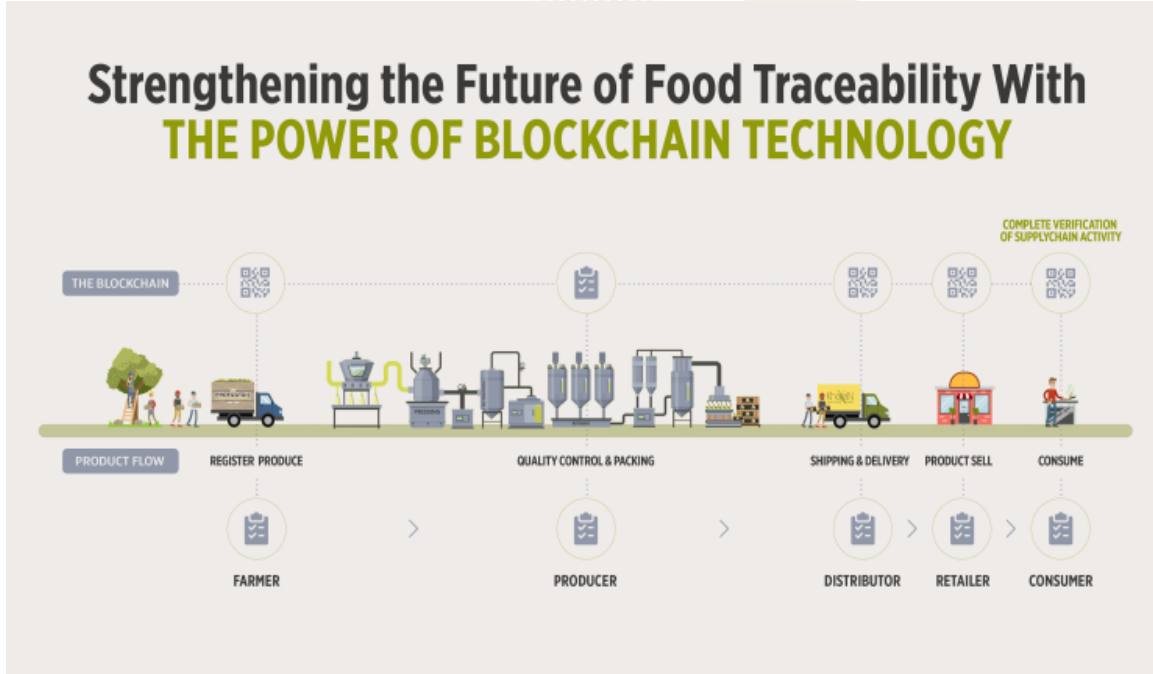 Strengthening the Future of Food Traceability With
THE POWER OF BLOCKCHAIN TECHNOLOGY
COMPLETE VERIFICATION
OF SUPPLYCHAIN ACTIVITY
THE BLOCKCHAIN
PRODUCT FLOW
REGISTER PRODUCE
QUALITY CONTROL & PACKING
SHIPPING & DELIVERY
PRODUCT SELL
CONSUME
FARMER
PRODUCER
DISTRIBUTOR
RETAILER
CONSUMER